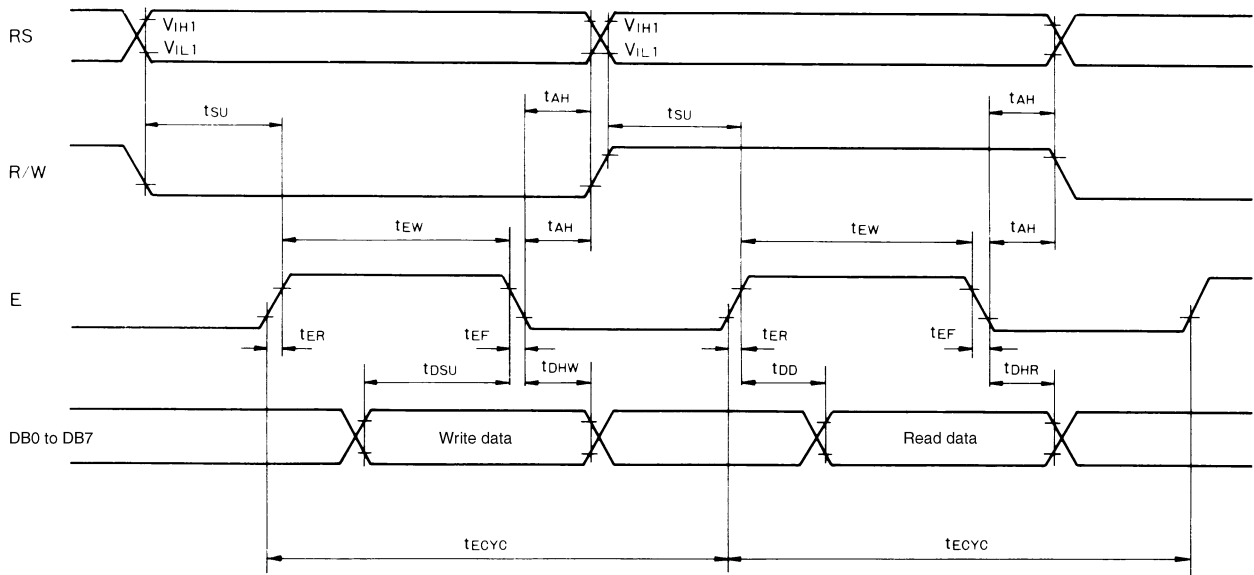 RS
VIH1
VIL1
VIH1
VIL1
tSU
tAH
tSU
tAH
R/W
tEW
tAH
tEW
tAH
E
tER
tEF
tER
tEF
tDSU
tDHW
tDD
tDHR
DB0 to DB7
Write data
Read data
tECYC
tECYC